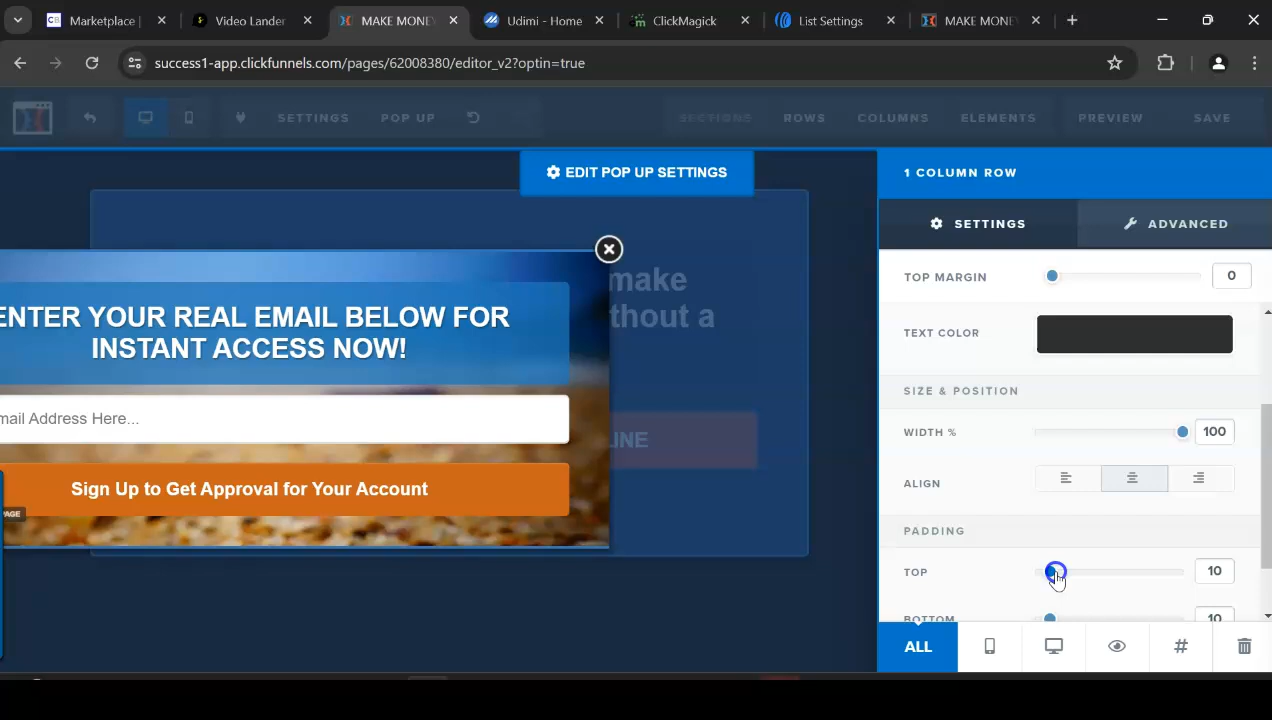 Marketplace |
Video Lander
MAKE MONEY
Udimi - Home
ClickMagick
List Settings
MAKE MONEY
success1-app.clickfunnels.com/pages/62008380/editor_v2?optin=true
SETTINGS
POP UP
SECTIONS
ROWS
COLUMNS
ELEMENTS
PREVIEW
SAVE
EDIT POP UP SETTINGS
1 COLUMN ROW
SETTINGS
ADVANCED
make
thout a
LINE
ENTER YOUR REAL EMAIL BELOW FOR
INSTANT ACCESS NOW!
mail Address Here...
Sign Up to Get Approval for Your Account
PAGE
TOP MARGIN
0
TEXT COLOR
SIZE & POSITION
WIDTH %
100
ALIGN
PADDING
TOP
10
BOTTOM
10
ALL
#